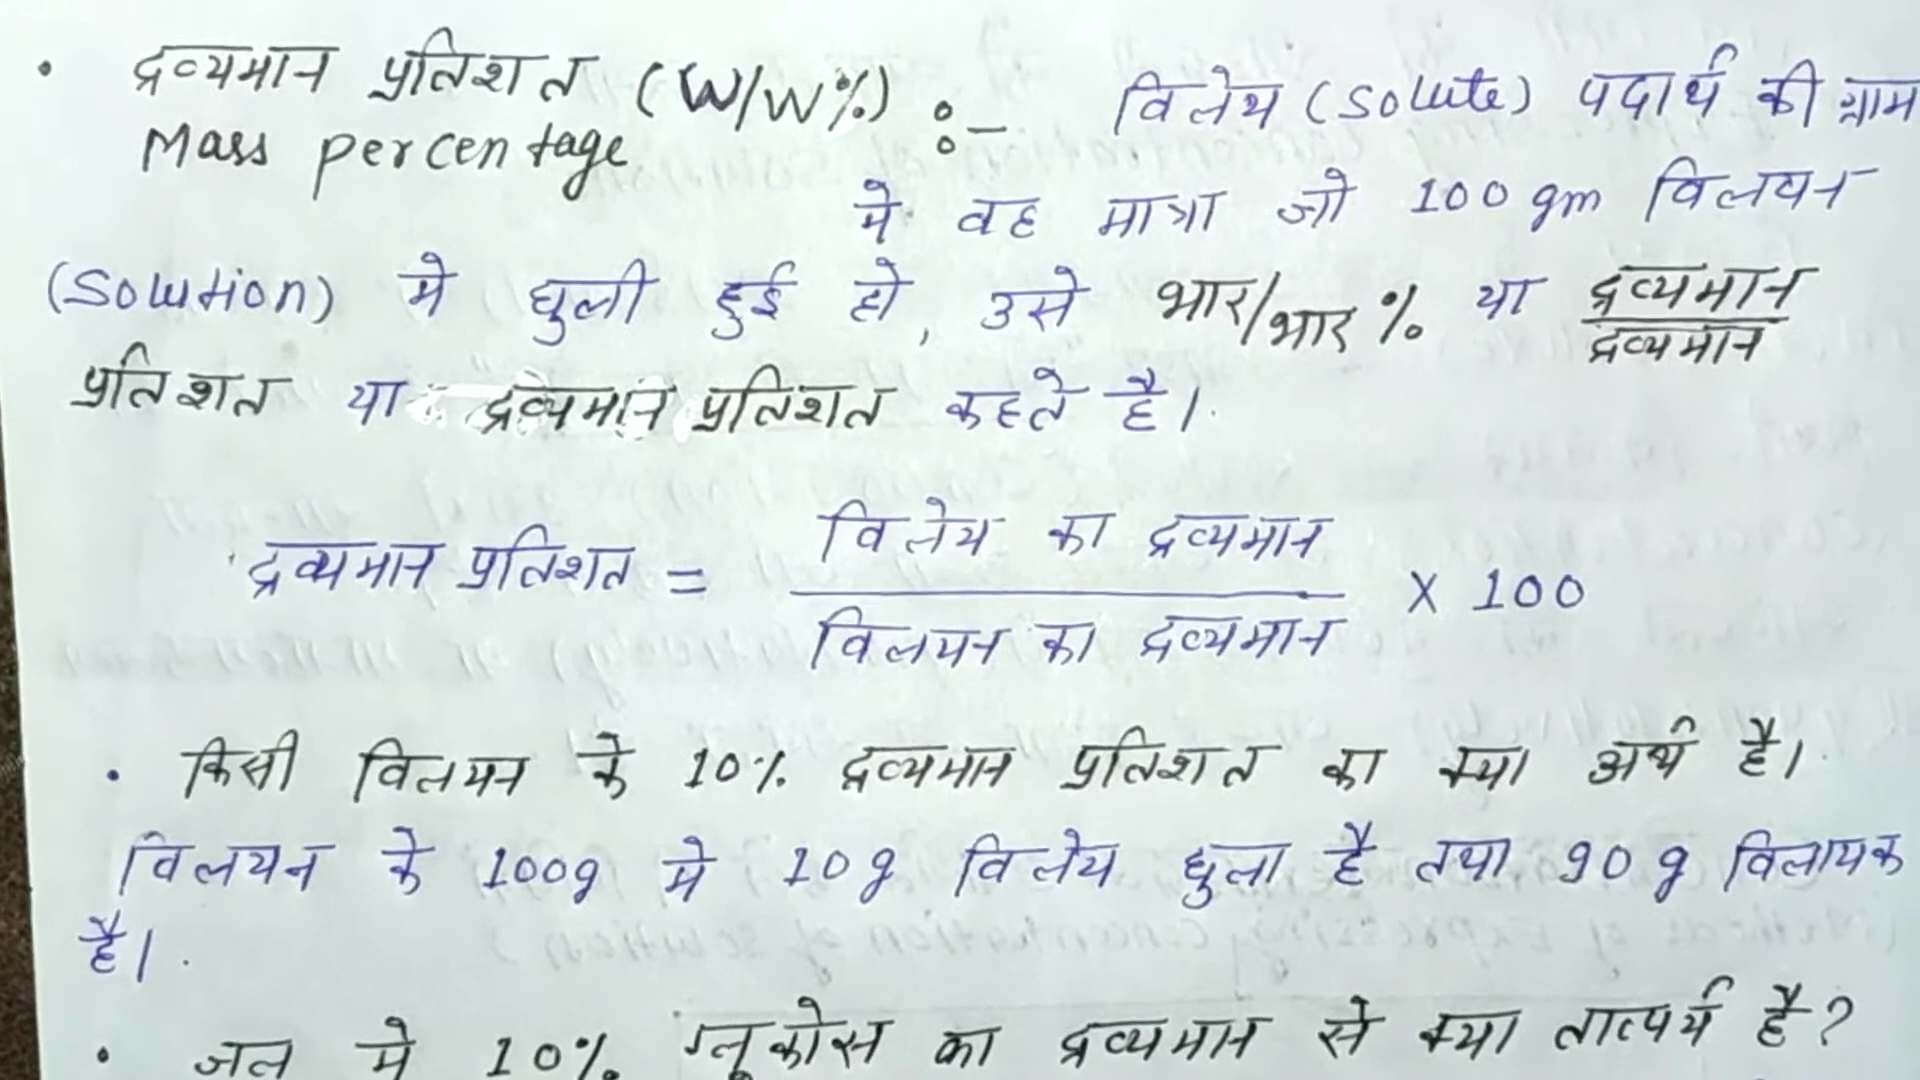 • द्रव्यमान प्रतिशत (W/W%) :- विलेय (Solute) पदार्थ की ग्राम
Mass percentage
मे वह मात्रा जो 100 gm विलयन
(Solution) मे घुली हुई हो, उसे भार/भार % या द्रव्यमान/द्रव्यमान
प्रतिशत या द्रव्यमान प्रतिशत कहते है।
द्रव्यमान प्रतिशत = विलेय का द्रव्यमान / विलयन का द्रव्यमान × 100
• किसी विलयन के 10% द्रव्यमान प्रतिशत का क्या अर्थ है।
विलयन के 100g मे 10g विलेय घुला है तथा 90g विलायक
है।
• जल मे 10% ग्लूकोस का द्रव्यमान से क्या तात्पर्य है?